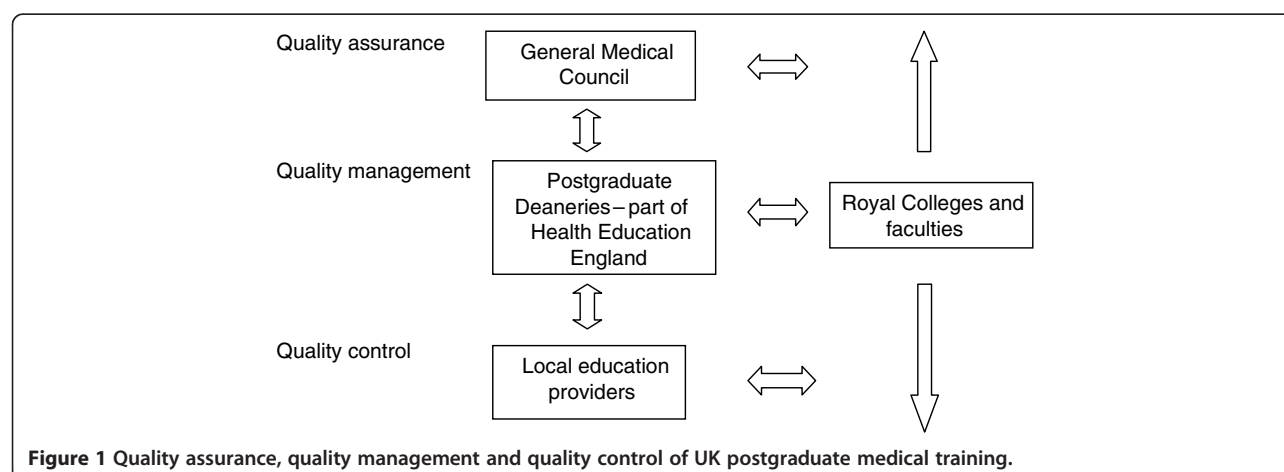 Quality assurance
General Medical
Council
Quality management
Postgraduate
Deaneries–part of
Health Education
England
Royal Colleges and
faculties
Quality control
Local education
providers
Figure 1 Quality assurance, quality management and quality control of UK postgraduate medical training.